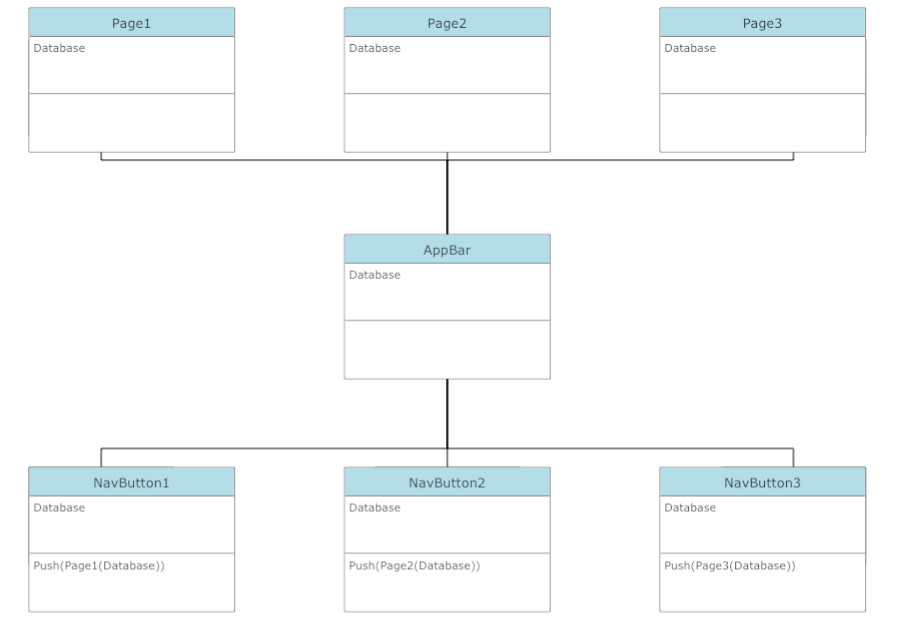 Page1
Database
Page2
Database
Page3
Database
AppBar
Database
NavButton1
Database
Push(Page1(Database))
NavButton2
Database
Push(Page2(Database))
NavButton3
Database
Push(Page3(Database))